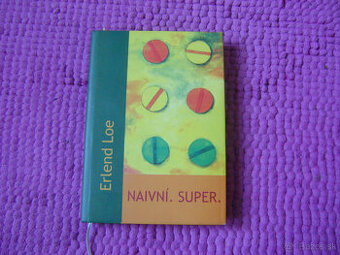 Erlend Loe
NAIVNÍ. SUPER.